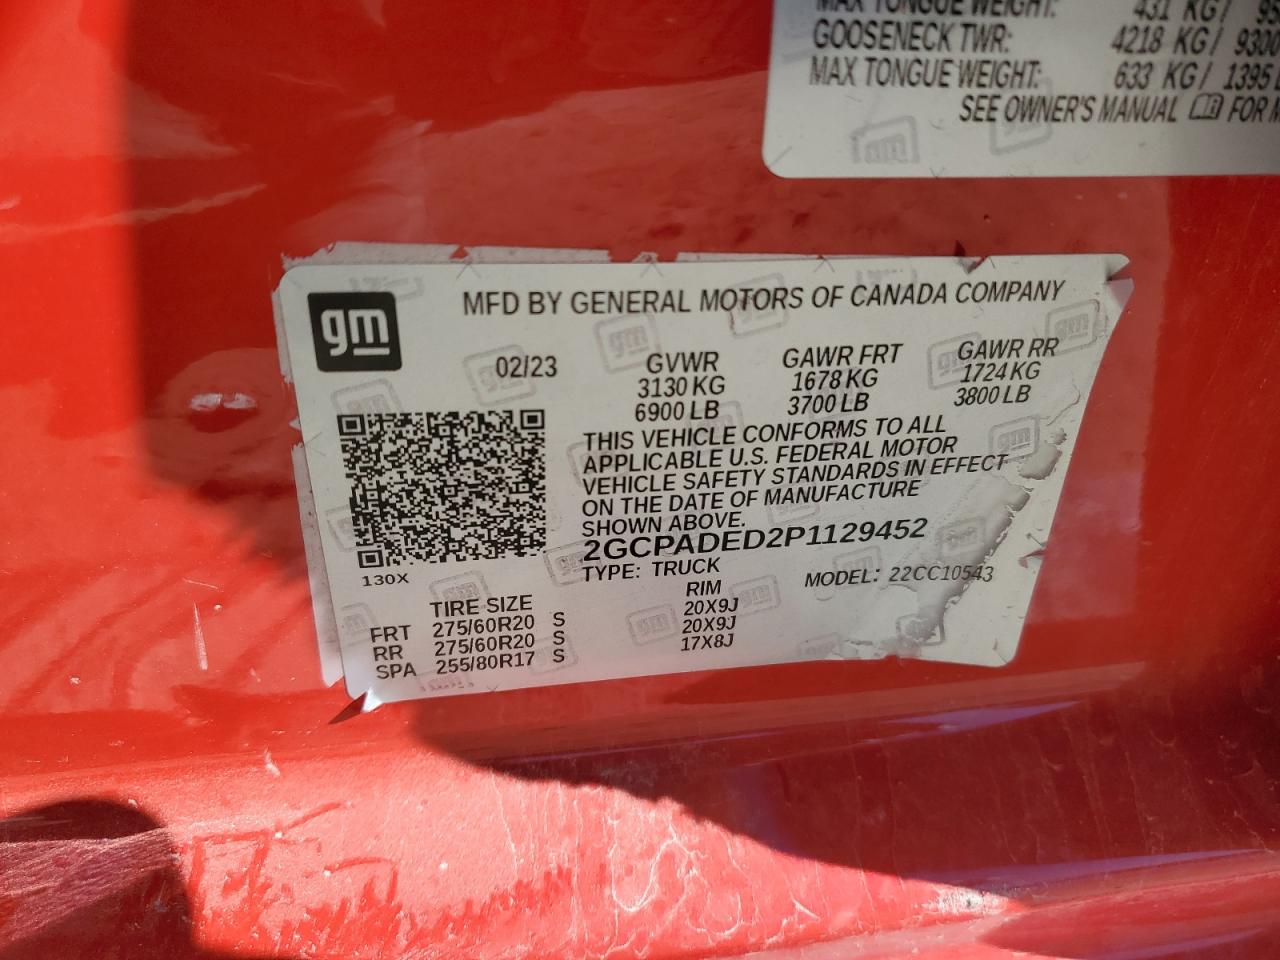 MAX TONGUE WEIGHT: 431 KG/
GOOSENECK TWR: 4218 KG/ 9300
MAX TONGUE WEIGHT: 633 KG/ 1395
SEE OWNER'S MANUAL FOR
gm
MFD BY GENERAL MOTORS OF CANADA COMPANY
02/23 GVWR GAWR FRT GAWR RR
3130 KG 1678 KG 1724 KG
6900 LB 3700 LB 3800 LB
THIS VEHICLE CONFORMS TO ALL
APPLICABLE U.S. FEDERAL MOTOR
VEHICLE SAFETY STANDARDS IN EFFECT
ON THE DATE OF MANUFACTURE
SHOWN ABOVE.
2GCPADED2P1129452
TYPE: TRUCK MODEL: 22CC10543
130X
TIRE SIZE RIM
FRT 275/60R20 S 20X9J
RR 275/60R20 S 20X9J
SPA 255/80R17 S 17X8J